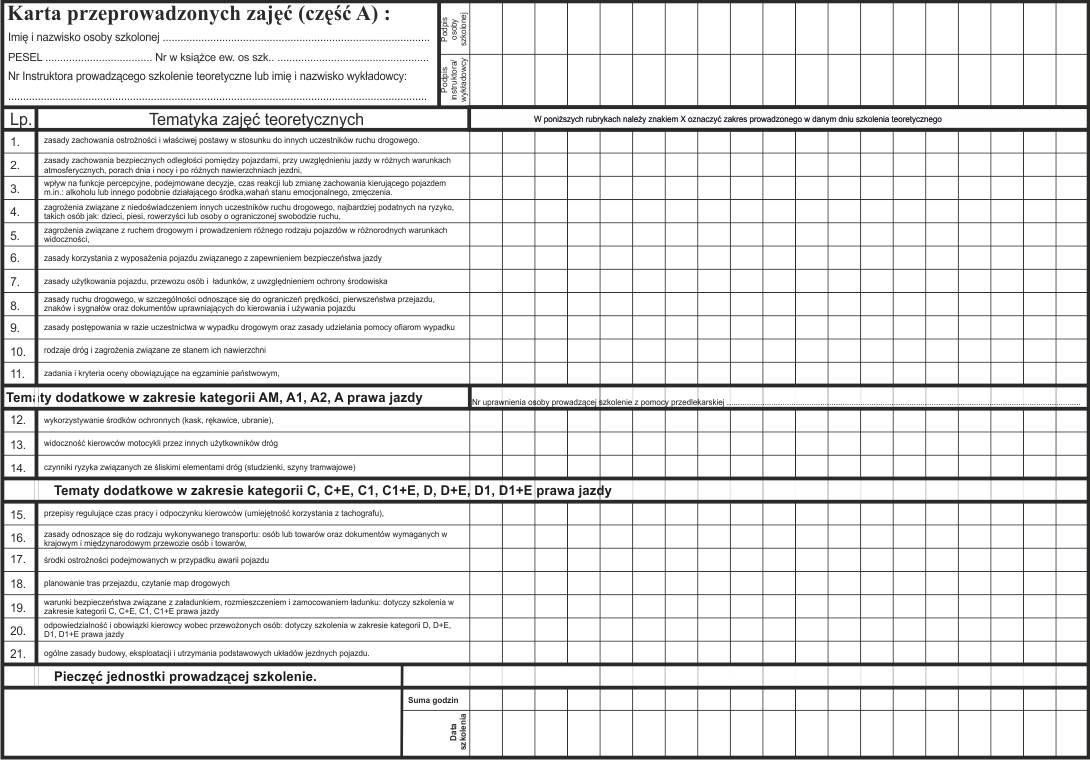 Karta przeprowadzonych zajęć (część A) :
Imię i nazwisko osoby szkolonej ................................................................................................
PESEL .................................... Nr w książce ew. os szk.. ......................................................
Nr Instruktora prowadzącego szkolenie teoretyczne lub imię i nazwisko wykładowcy:
............................................................................................................................................
Podpis
osoby
szkolonej
Podpis
instruktora/
wykładowcy
Lp.
Tematyka zajęć teoretycznych
W poniższych rubrykach należy znakiem X oznaczyć zakres prowadzonego w danym dniu szkolenia teoretycznego
1.
zasady zachowania ostrożności i właściwej postawy w stosunku do innych uczestników ruchu drogowego.
2.
zasady zachowania bezpiecznych odległości pomiędzy pojazdami, przy uwzględnieniu jazdy w różnych warunkach
atmosferycznych, porach dnia i nocy i po różnych nawierzchniach jezdni,
3.
wpływ na funkcje percepcyjne, podejmowane decyzje, czas reakcji lub zmianę zachowania kierującego pojazdem
m.in.: alkoholu lub innego podobnie działającego środka,wahań stanu emocjonalnego, zmęczenia.
4.
zagrożenia związane z niedoświadczeniem innych uczestników ruchu drogowego, najbardziej podatnych na ryzyko,
takich osób jak: dzieci, piesi, rowerzyści lub osoby o ograniczonej swobodzie ruchu,
5.
zagrożenia związane z ruchem drogowym i prowadzeniem różnego rodzaju pojazdów w różnorodnych warunkach
widoczności,
6.
zasady korzystania z wyposażenia pojazdu związanego z zapewnieniem bezpieczeństwa jazdy
7.
zasady użytkowania pojazdu, przewozu osób i ładunków, z uwzględnieniem ochrony środowiska
8.
zasady ruchu drogowego, w szczególności odnoszące się do ograniczeń prędkości, pierwszeństwa przejazdu,
znaków i sygnałów oraz dokumentów uprawniających do kierowania i używania pojazdu
9.
zasady postępowania w razie uczestnictwa w wypadku drogowym oraz zasady udzielania pomocy ofiarom wypadku
10.
rodzaje dróg i zagrożenia związane ze stanem ich nawierzchni
11.
zadania i kryteria oceny obowiązujące na egzaminie państwowym,
Tematy dodatkowe w zakresie kategorii AM, A1, A2, A prawa jazdy
Nr uprawnienia osoby prowadzącej szkolenie z pomocy przedlekarskiej ................................................................................
12.
wykorzystywanie środków ochronnych (kask, rękawice, ubranie),
13.
widoczność kierowców motocykli przez innych użytkowników dróg
14.
czynniki ryzyka związanych ze śliskimi elementami dróg (studzienki, szyny tramwajowe)
Tematy dodatkowe w zakresie kategorii C, C+E, C1, C1+E, D, D+E, D1, D1+E prawa jazdy
15.
przepisy regulujące czas pracy i odpoczynku kierowców (umiejętność korzystania z tachografu),
16.
zasady odnoszące się do rodzaju wykonywanego transportu: osób lub towarów oraz dokumentów wymaganych w
krajowym i międzynarodowym przewozie osób i towarów,
17.
środki ostrożności podejmowanych w przypadku awarii pojazdu
18.
planowanie tras przejazdu, czytanie map drogowych
19.
warunki bezpieczeństwa związane z załadunkiem, rozmieszczeniem i zamocowaniem ładunku: dotyczy szkolenia w
zakresie kategorii C, C+E, C1, C1+E prawa jazdy
20.
odpowiedzialność i obowiązki kierowcy wobec przewożonych osób: dotyczy szkolenia w zakresie kategorii D, D+E,
D1, D1+E prawa jazdy
21.
ogólne zasady budowy, eksploatacji i utrzymania podstawowych układów jezdnych pojazdu.
Pieczęć jednostki prowadzącej szkolenie.
Suma godzin
Data
szkolenia